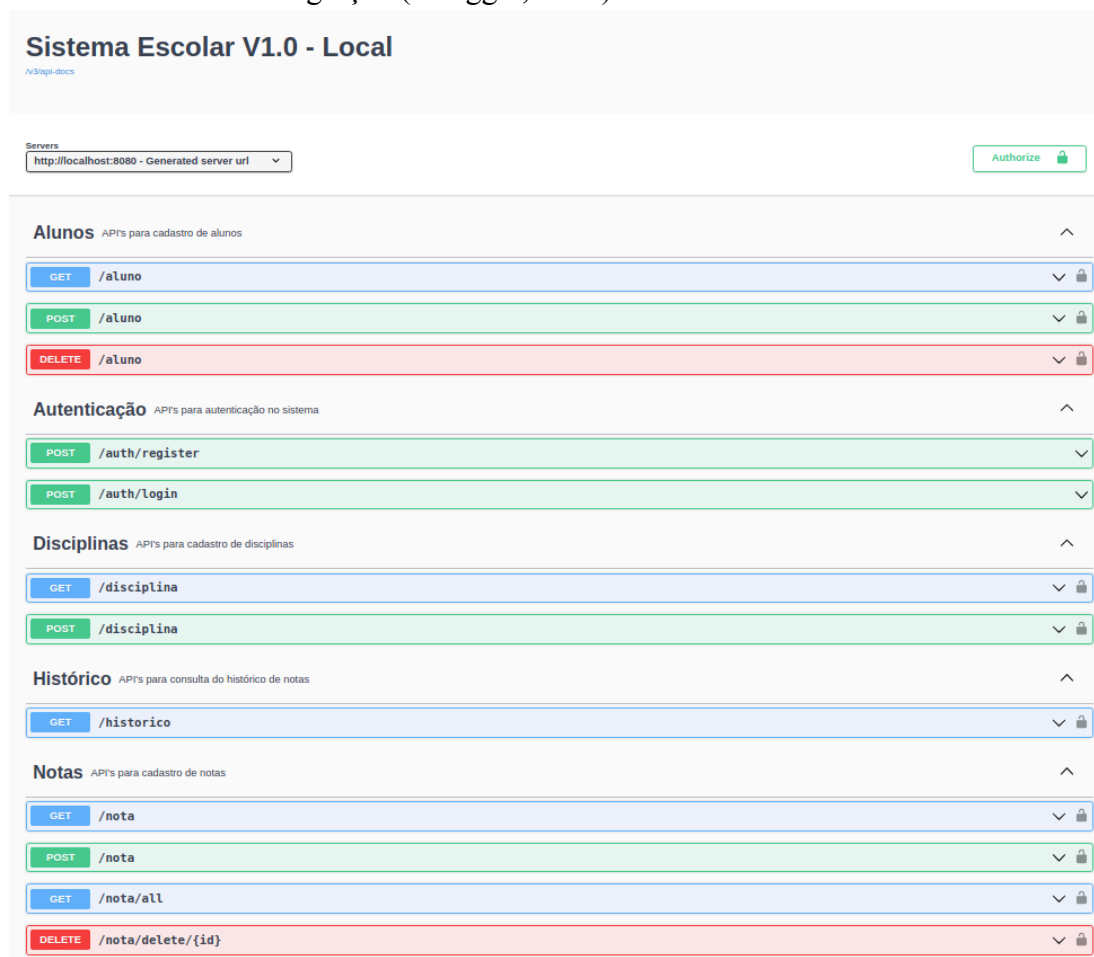 Sistema Escolar V1.0 - Local
/v3/api-docs
Servers
http://localhost:8080 - Generated server url
Authorize
Alunos API's para cadastro de alunos
GET /aluno
POST /aluno
DELETE /aluno
Autenticação API's para autenticação no sistema
POST /auth/register
POST /auth/login
Disciplinas API's para cadastro de disciplinas
GET /disciplina
POST /disciplina
Histórico API's para consulta do histórico de notas
GET /historico
Notas API's para cadastro de notas
GET /nota
POST /nota
GET /nota/all
DELETE /nota/delete/{id}